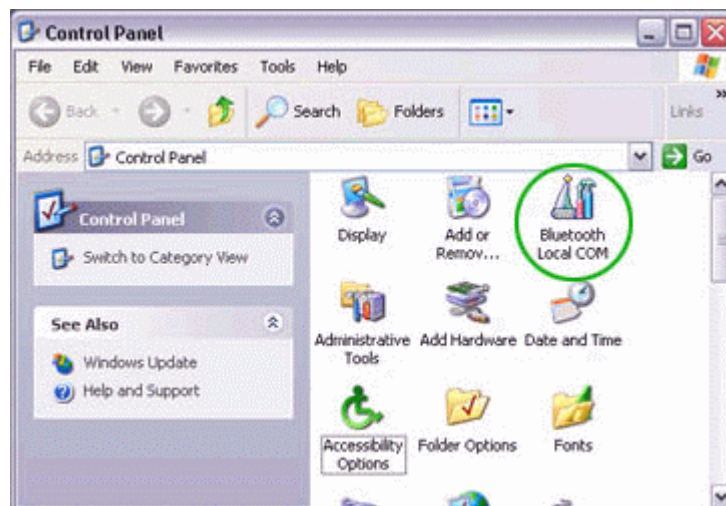 Control Panel
File Edit View Favorites Tools Help
Back Search Folders Links »
Address Control Panel Go
Control Panel
Switch to Category View
See Also
Windows Update
Help and Support
Display
Add or
Remov...
Bluetooth
Local COM
Administrative
Tools
Add Hardware
Date and Time
Accessibility
Options
Folder Options
Fonts